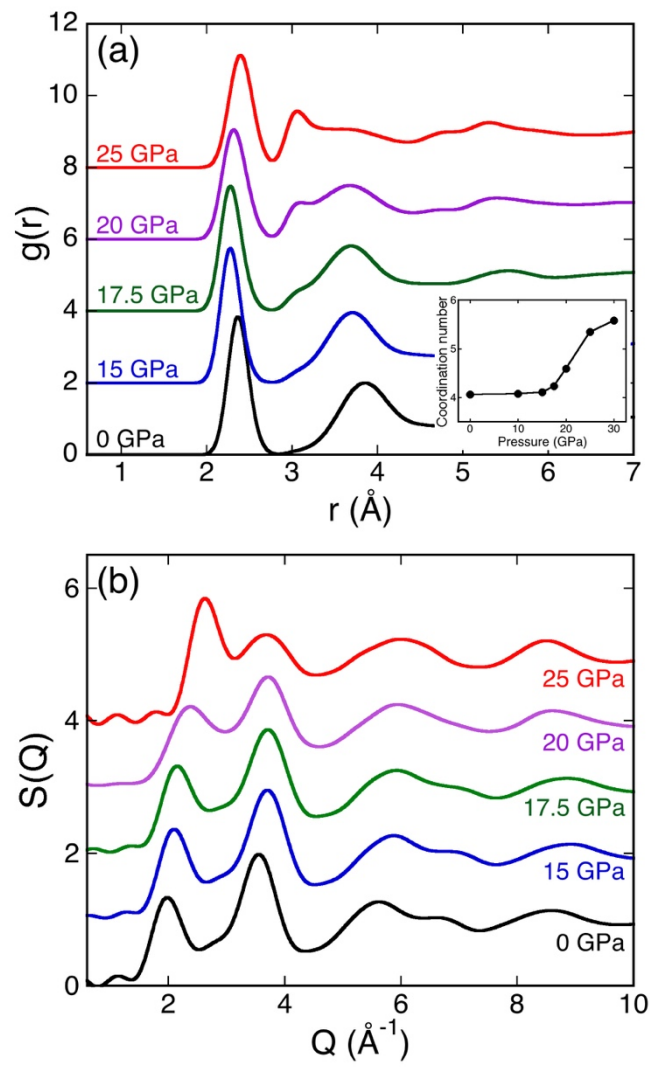 (a)
12
10
8
6
4
2
0
g(r)
25 GPa
20 GPa
17.5 GPa
15 GPa
0 GPa
Coordination number
6
5
4
0 10 20 30
Pressure (GPa)
1 2 3 4 5 6 7
r (Å)
(b)
6
4
2
0
S(Q)
25 GPa
20 GPa
17.5 GPa
15 GPa
0 GPa
2 4 6 8 10
Q (Å⁻¹)